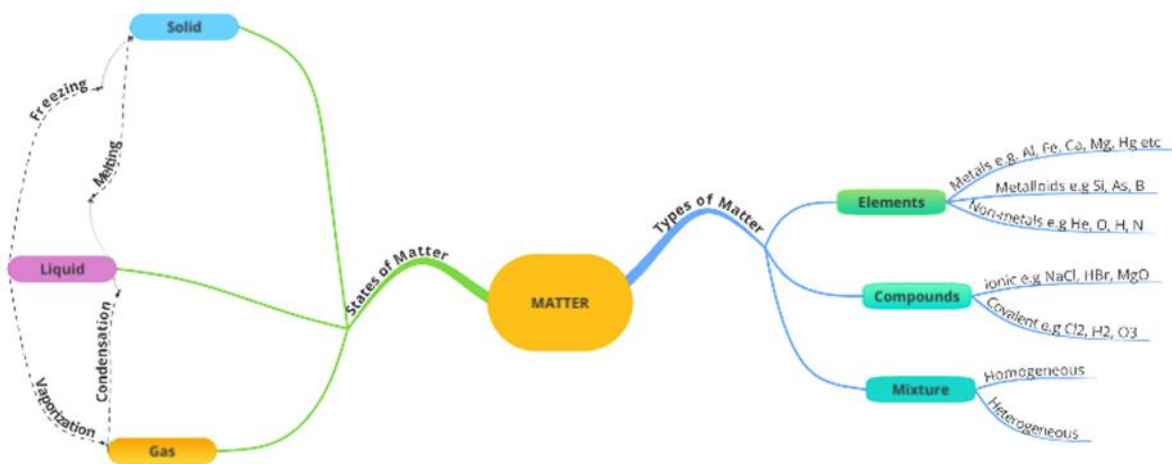 Solid
Freezing
Melting
Liquid
Condensation
Vaporization
Gas
States of Matter
MATTER
Types of Matter
Elements
Metals e.g. Al, Fe, Ca, Mg, Hg etc
Metalloids e.g Si, As, B
Non-metals e.g He, O, H, N
Compounds
Ionic e.g NaCl, HBr, MgO
Covalent e.g Cl2, H2, O3
Mixture
Homogeneous
Heterogeneous